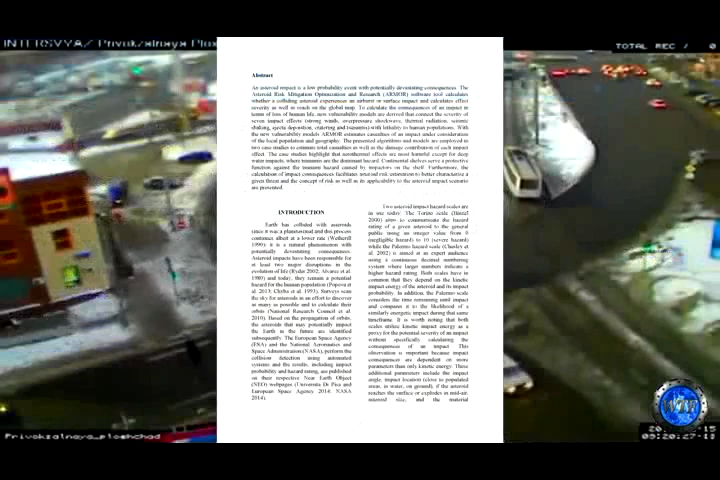 INTERSVYA/ Privokzalnaya Plos
TOTAL REC /
Abstract
An asteroid impact is a low probability event with potentially devastating consequences. The
Asteroid Risk Mitigation Optimization and Research (ARMOR) software tool calculates
whether a colliding asteroid experiences an airburst or surface impact and calculates effect
severity as well as reach on the global map. To calculate the consequences of an impact in
terms of loss of human life, new vulnerability models are derived that connect the severity
of seven impact effects (strong winds, overpressure shockwave, thermal radiation, seismic
shaking, ejecta deposition, cratering and tsunamis) with lethality to human populations. With
the new vulnerability models ARMOR estimates casualties of an impact under consideration
of the local population and geography. The presented algorithms and models are employed in
two case studies to estimate total casualties as well as the damage contribution of each impact
effect. The case studies highlight that aerothermal effects are most harmful except for deep
water impacts, where tsunamis are the dominant hazard. Continental shelves serve a protective
function against the tsunami hazard caused by impactors on the shelf. Furthermore, the
calculation of impact consequences facilitates asteroid risk estimation to better characterise a
given threat and the concept of risk as well as its applicability to the asteroid impact scenario
are presented.
INTRODUCTION
Earth has collided with asteroids
since it was a planetesimal and this process
continues albeit at a lower rate (Wetherill
1990); it is a natural phenomenon with
potentially devastating consequences.
Asteroid impacts have been responsible for
at least two major disruptions in the
evolution of life (Ryder 2002; Alvarez et al.
1980) and today, they remain a potential
hazard for the human population (Popova et
al. 2013; Chyba et al. 1993). Surveys scan
the sky for asteroids in an effort to discover
as many as possible and to calculate their
orbits (National Research Council et al.
2010). Based on the propagation of orbits,
the asteroids that may potentially impact
the Earth in the future are identified
subsequently. The European Space Agency
(ESA) and the National Aeronautics and
Space Administration (NASA), perform the
collision detection using automated
systems and the results, including impact
probability and hazard rating, are published
on their respective Near Earth Object
(NEO) webpages (Universita Di Pisa and
European Space Agency 2014; NASA
2014).
Two asteroid impact hazard scales are
in use today: The Torino scale (Binzel
2000) aims to communicate the hazard
rating of a given asteroid to the general
public using an integer value from 0
(negligible hazard) to 10 (severe hazard)
while the Palermo hazard scale (Chesley et
al. 2002) is aimed at an expert audience
using a continuous decimal numbering
system where larger numbers indicate a
higher hazard rating. Both scales have in
common that they depend on the kinetic
impact energy of the asteroid and its impact
probability. In addition, the Palermo scale
considers the time remaining until impact
and compares it to the likelihood of a
similarly energetic impact during that same
timeframe. It is worth noting that both
scales utilize kinetic impact energy as a
proxy for the potential severity of an impact
without specifically calculating the
consequences of an impact. This
observation is important because impact
consequences are dependent on more
parameters than only kinetic energy. These
additional parameters include the impact
angle, impact location (close to populated
areas, in water, on ground), if the asteroid
reaches the surface or explodes in mid-air,
asteroid size, and the material
Privokzalnaya_ploshchad